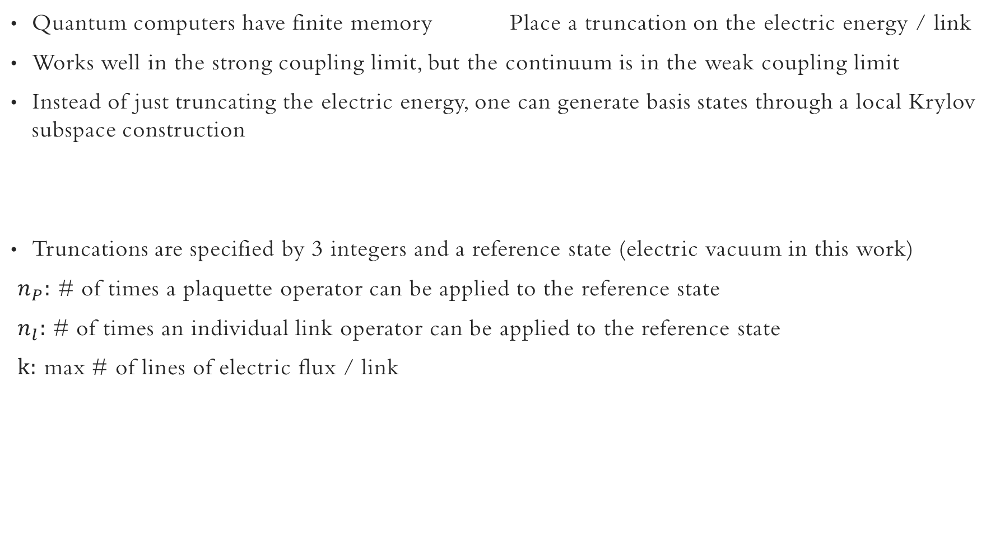 • Quantum computers have finite memory Place a truncation on the electric energy / link
• Works well in the strong coupling limit, but the continuum is in the weak coupling limit
• Instead of just truncating the electric energy, one can generate basis states through a local Krylov
subspace construction
• Truncations are specified by 3 integers and a reference state (electric vacuum in this work)
n_P: # of times a plaquette operator can be applied to the reference state
n_l: # of times an individual link operator can be applied to the reference state
k: max # of lines of electric flux / link